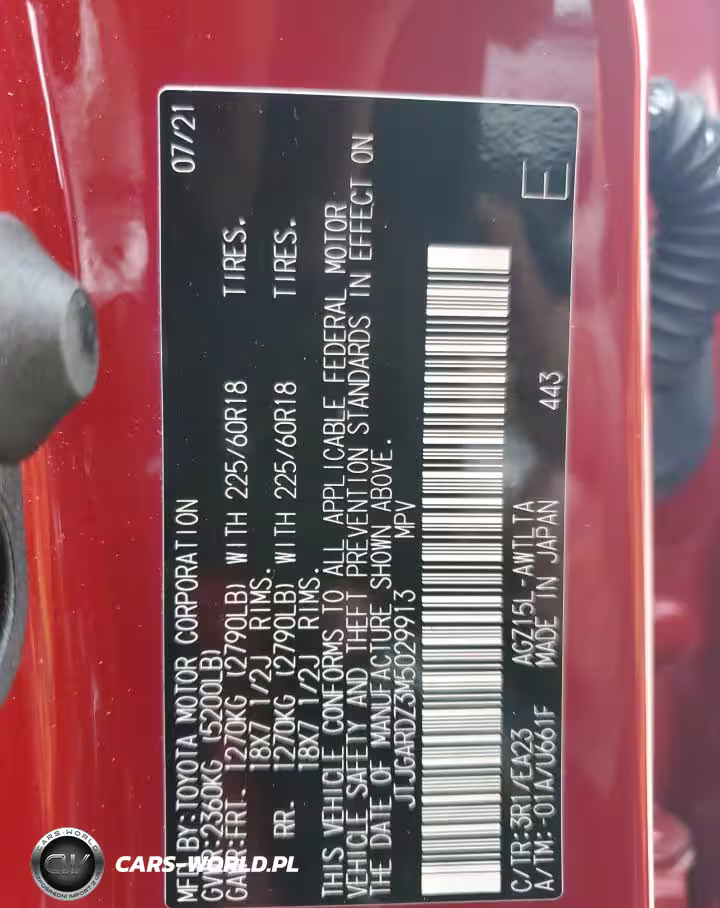 MFD BY: TOYOTA MOTOR CORPORATION 07/21
GVWR: 2360KG (5200LB)
GAWR: FRT. 1270KG (2790LB) WITH 225/60R18 TIRES.
18X7 1/2J RIMS.
RR. 1270KG (2790LB) WITH 225/60R18 TIRES.
18X7 1/2J RIMS.
THIS VEHICLE CONFORMS TO ALL APPLICABLE FEDERAL MOTOR
VEHICLE SAFETY AND THEFT PREVENTION STANDARDS IN EFFECT ON
THE DATE OF MANUFACTURE SHOWN ABOVE.
JTJGARDZ3M5029913 MPV
E
C/TR: 3R1/EA23 AGZ15L-AWTLTA
A/TM: -01A/U661F MADE IN JAPAN 443
CW
CARS-WORLD.PL